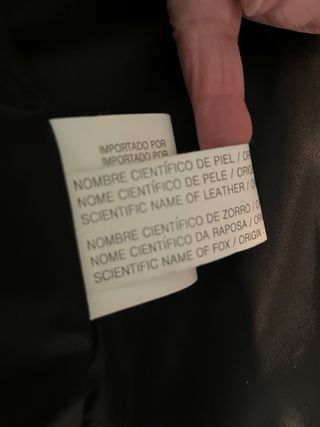 IMPORTADO POR
IMPORTADO POR
NOMBRE CIENTÍFICO DE PIEL /
NOME CIENTÍFICO DE PELE / ORIG
SCIENTIFIC NAME OF LEATHER /
NOMBRE CIENTÍFICO DE ZORRO /
NOME CIENTÍFICO DA RAPOSA / ORIG
SCIENTIFIC NAME OF FOX / ORIGIN